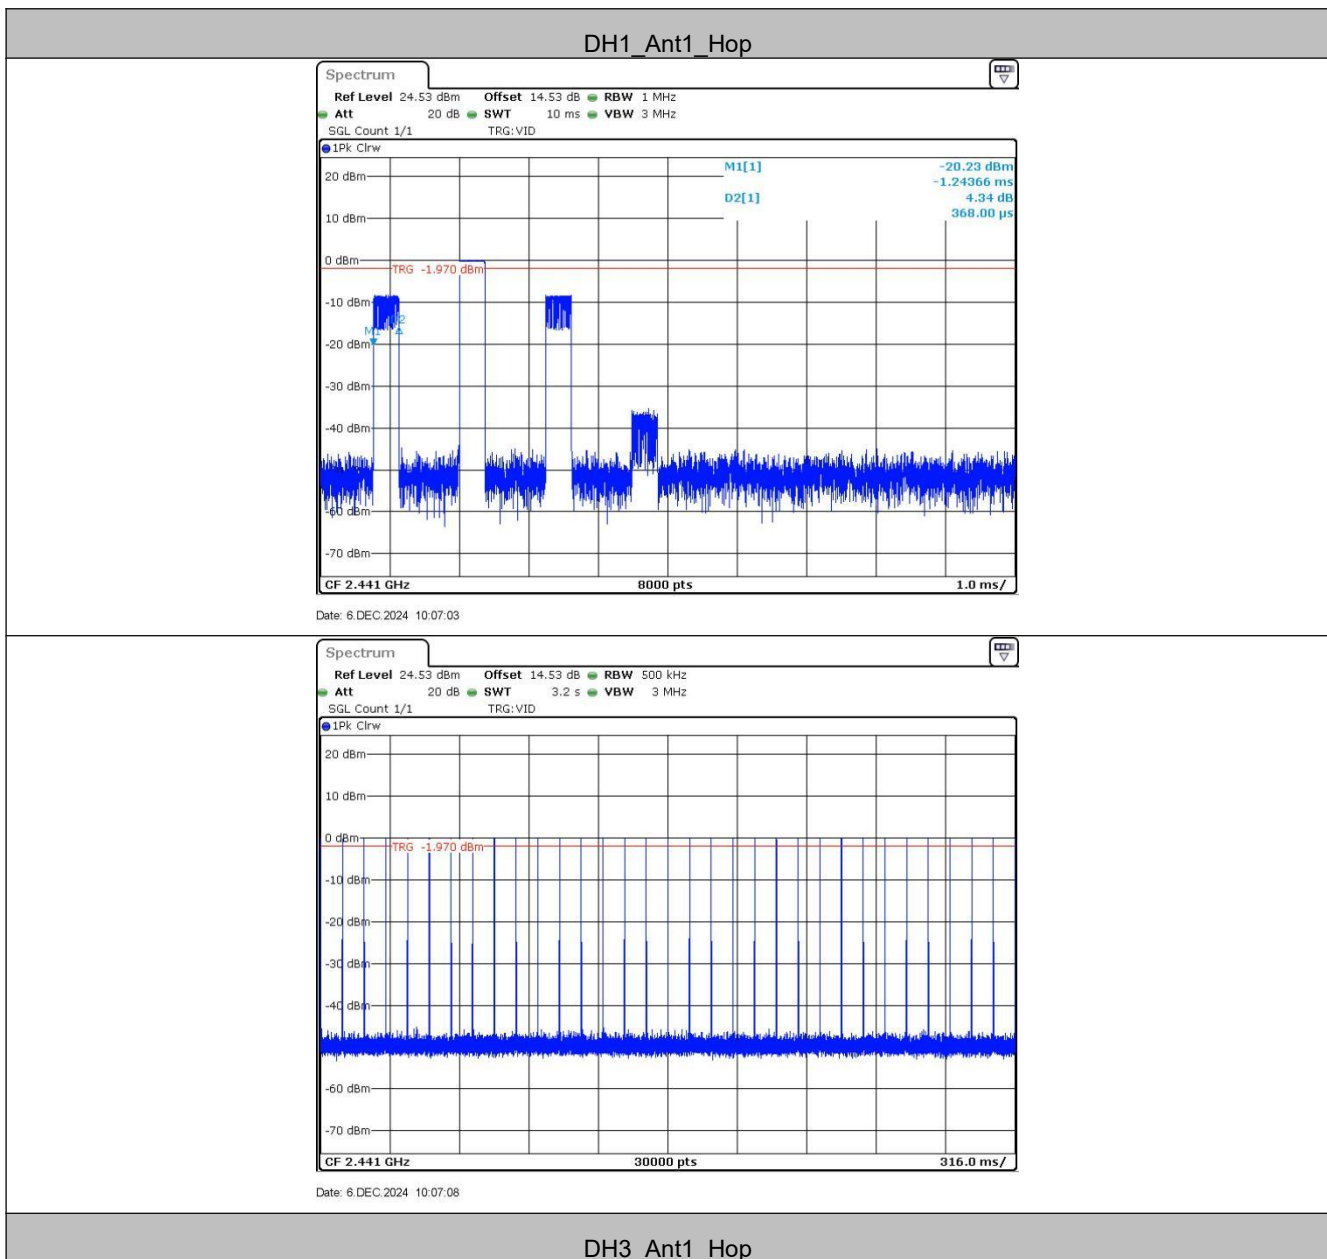 DH1_Ant1_Hop
Spectrum
Ref Level 24.53 dBm Offset 14.53 dB RBW 1 MHz
Att 20 dB SWT 10 ms VBW 3 MHz
SGL Count 1/1 TRG:VID
1Pk Clrw
M1[1] -20.23 dBm
-1.24366 ms
D2[1] 4.34 dB
368.00 µs
20 dBm
10 dBm
0 dBm
TRG -1.970 dBm
-10 dBm
M1
-20 dBm
-30 dBm
-40 dBm
-60 dBm
-70 dBm
CF 2.441 GHz 8000 pts 1.0 ms/
Date: 6.DEC.2024 10:07:03
Spectrum
Ref Level 24.53 dBm Offset 14.53 dB RBW 500 kHz
Att 20 dB SWT 3.2 s VBW 3 MHz
SGL Count 1/1 TRG:VID
1Pk Clrw
20 dBm
10 dBm
0 dBm
TRG -1.970 dBm
-10 dBm
-20 dBm
-30 dBm
-40 dBm
-60 dBm
-70 dBm
CF 2.441 GHz 30000 pts 316.0 ms/
Date: 6.DEC.2024 10:07:08
DH3_Ant1_Hop